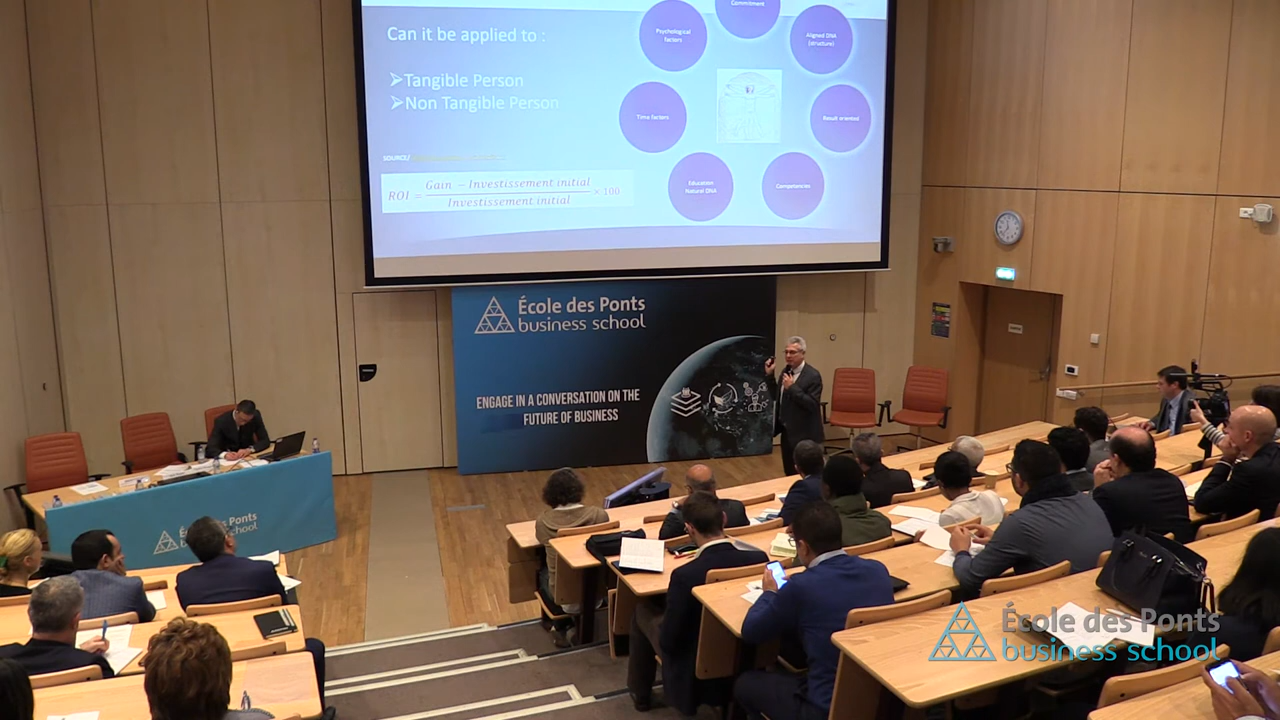 Can it be applied to :
➢Tangible Person
➢Non Tangible Person
SOURCE/
ROI = Gain − Investissement initial / Investissement initial × 100
Commitment
Psychological
factors
Aligned DNA
(structure)
Time factors
Result oriented
Education
Natural DNA
Competencies
École des Ponts
business school
ENGAGE IN A CONVERSATION ON THE
FUTURE OF BUSINESS
École des Ponts
business school
École des Ponts
business school